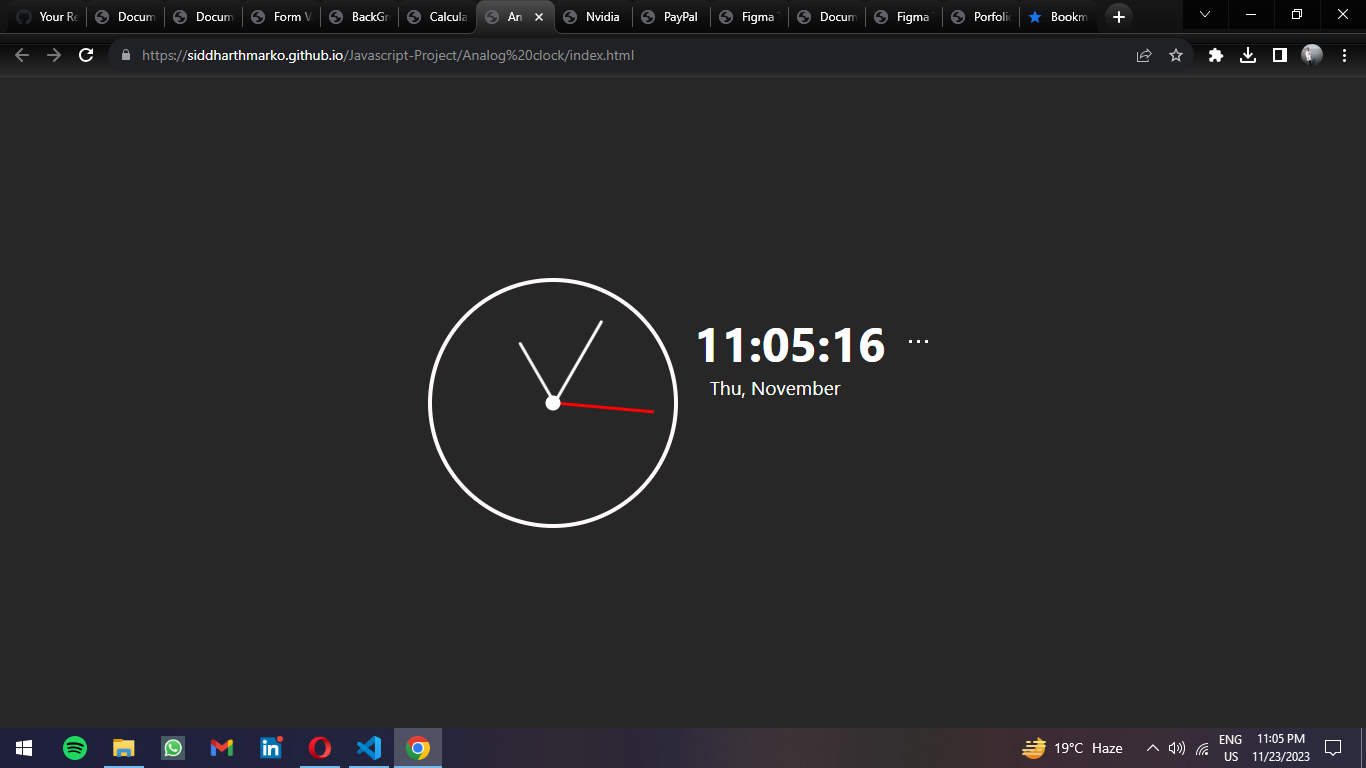 Your Re
Docum
Docum
Form V
BackGr
Calcula
An
Nvidia
PayPal
Figma
Docum
Figma
Porfolio
Bookm
https://siddharthmarko.github.io/Javascript-Project/Analog%20clock/index.html
11:05:16
Thu, November
19°C Haze
ENG
US
11:05 PM
11/23/2023